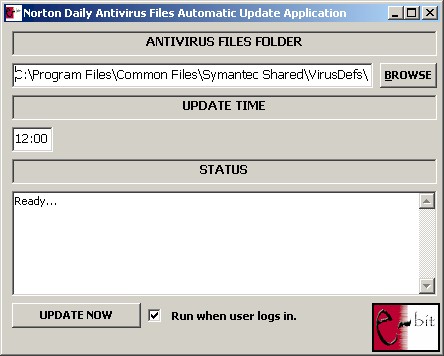 Norton Daily Antivirus Files Automatic Update Application
ANTIVIRUS FILES FOLDER
C:\Program Files\Common Files\Symantec Shared\VirusDefs\
BROWSE
UPDATE TIME
12:00
STATUS
Ready...
UPDATE NOW
Run when user logs in.
e-bit